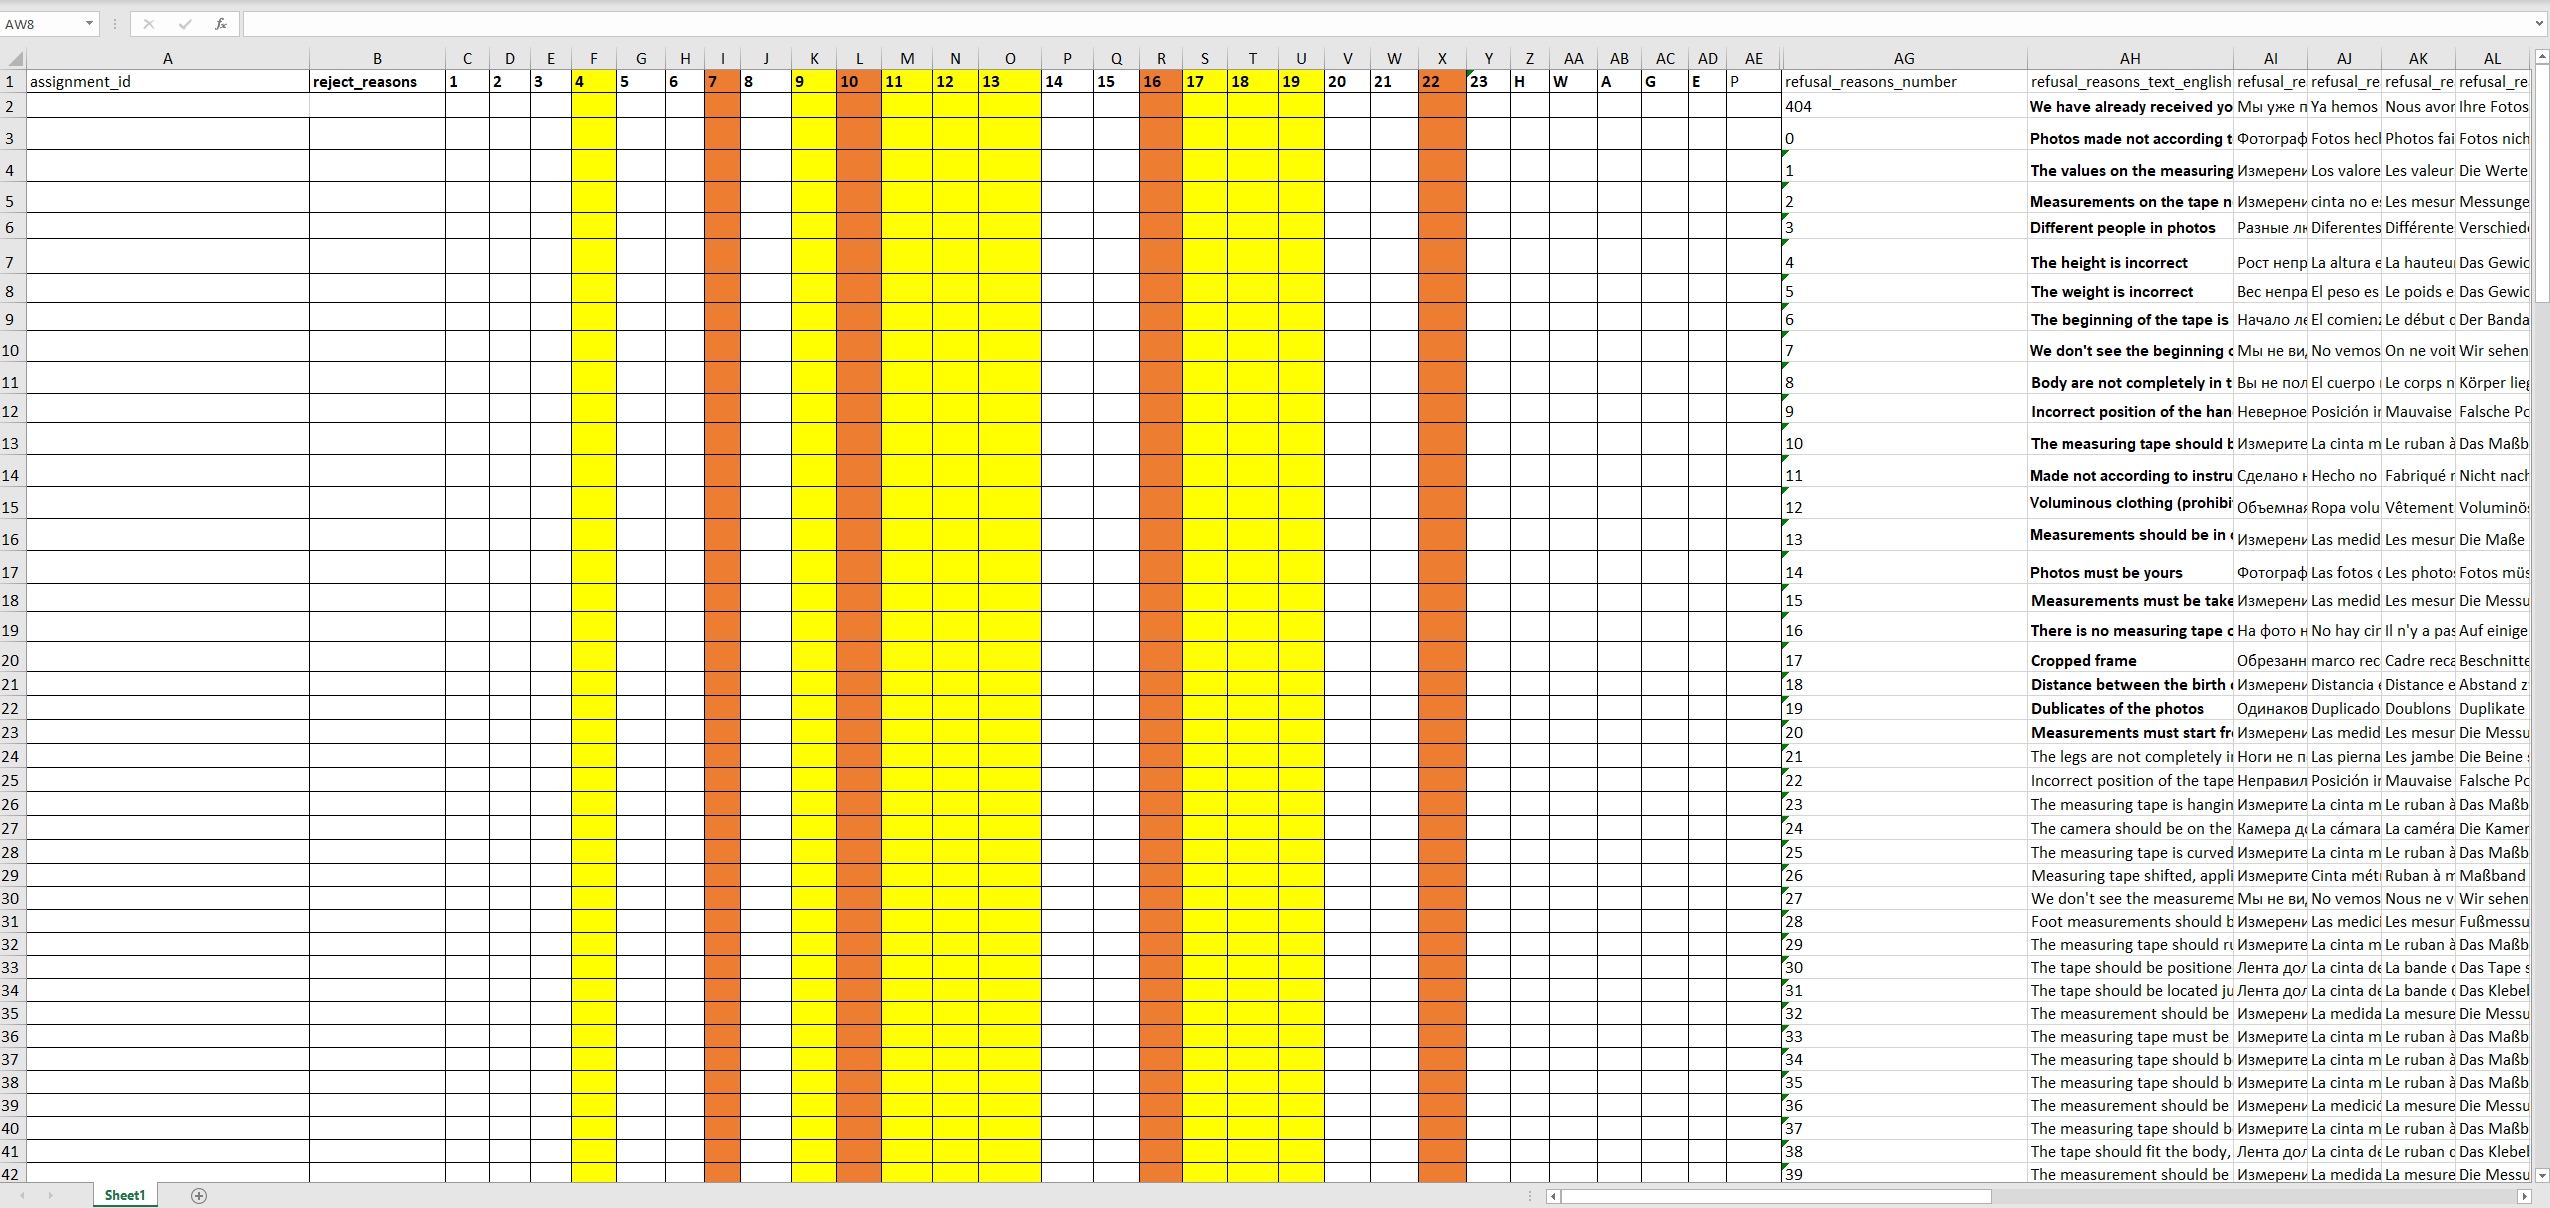 AW8
fx
A B C D E F G H I J K L M N O P Q R S T U V W X Y Z AA AB AC AD AE AG AH AI AJ AK AL
1 assignment_id reject_reasons 1 2 3 4 5 6 7 8 9 10 11 12 13 14 15 16 17 18 19 20 21 22 23 H W A G E P refusal_reasons_number refusal_reasons_text_english refusal_re refusal_re refusal_re refusal_re
2 404 We have already received yo Мы уже п Ya hemos Nous avor Ihre Fotos
3 0 Photos made not according t Фотограф Fotos hecl Photos fai Fotos nich
4 1 The values on the measuring Измерени Los valore Les valeur Die Werte
5 2 Measurements on the tape n Измерени cinta no es Les mesur Messunge
6 3 Different people in photos Разные лк Diferentes Différente Verschied
7 4 The height is incorrect Рост непр La altura e La hauteur Das Gewic
8 5 The weight is incorrect Вес непра El peso es Le poids e Das Gewic
9 6 The beginning of the tape is Начало ле El comienz Le début d Der Banda
10 7 We don't see the beginning o Мы не ви, No vemos On ne voit Wir sehen
11 8 Body are not completely in t Вы не пол El cuerpo Le corps n Körper lieg
12 9 Incorrect position of the han Неверное Posición ir Mauvaise Falsche Po
13 10 The measuring tape should b Измерите La cinta m Le ruban à Das Maßb
14 11 Made not according to instru Сделано н Hecho no Fabriqué r Nicht nach
15 12 Voluminous clothing (prohibi Объемная Ropa volu Vêtement Voluminös
16 13 Measurements should be in Измерени Las medid Les mesur Die Maße
17 14 Photos must be yours Фотограф Las fotos d Les photos Fotos müs
18 15 Measurements must be take Измерени Las medid Les mesur Die Messu
19 16 There is no measuring tape o На фото н No hay cir Il n'y a pas Auf einige
20 17 Cropped frame Обрезанн marco rec Cadre reca Beschnitte
21 18 Distance between the birth Измерени Distancia Distance e Abstand z
22 19 Dublicates of the photos Одинаков Duplicado Doublons Duplikate
23 20 Measurements must start fr Измерени Las medid Les mesur Die Messu
24 21 The legs are not completely i Ноги не п Las pierna Les jambe Die Beine s
25 22 Incorrect position of the tape Неправил Posición ir Mauvaise Falsche Po
26 23 The measuring tape is hangin Измерите La cinta m Le ruban à Das Maßb
27 24 The camera should be on the Камера до La cámara La caméra Die Kamer
28 25 The measuring tape is curved Измерите La cinta m Le ruban à Das Maßb
29 26 Measuring tape shifted, appli Измерите Cinta mét Ruban à m Maßband
30 27 We don't see the measureme Мы не ви, No vemos Nous ne v Wir sehen
31 28 Foot measurements should b Измерени Las medici Les mesur Fußmessu
32 29 The measuring tape should ru Измерите La cinta m Le ruban à Das Maßb
33 30 The tape should be positione Лента дол La cinta de La bande d Das Tape s
34 31 The tape should be located ju Лента дол La cinta de La bande d Das Klebel
35 32 The measurement should be Измерени La medida La mesure Die Messu
36 33 The measuring tape must be Измерите La cinta m Le ruban à Das Maßb
37 34 The measuring tape should b Измерите La cinta m Le ruban à Das Maßb
38 35 The measuring tape should b Измерите La cinta m Le ruban à Das Maßb
39 36 The measurement should be Измерени La medició La mesure Die Messu
40 37 The measuring tape should b Измерите La cinta m Le ruban à Das Maßb
41 38 The tape should fit the body, Лента дол La cinta de Le ruban d Das Klebel
42 39 The measurement should be Измерени La medida La mesure Die Messu
Sheet1